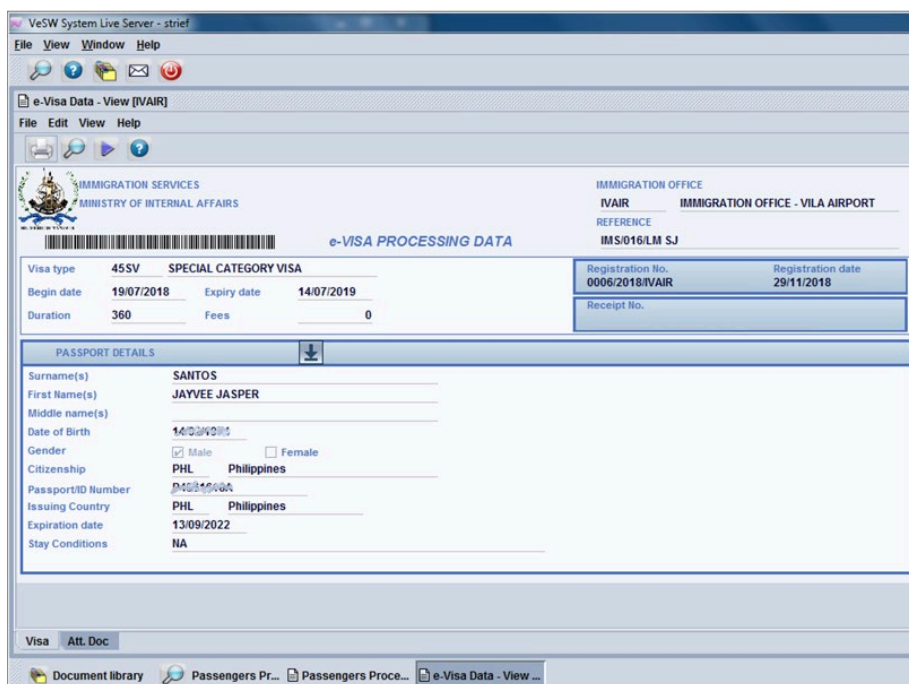 VeSW System Live Server - strief
File View Window Help
e-Visa Data - View [IVAIR]
File Edit View Help
IMMIGRATION SERVICES
MINISTRY OF INTERNAL AFFAIRS
IMMIGRATION OFFICE
IVAIR IMMIGRATION OFFICE - VILA AIRPORT
REFERENCE
e-VISA PROCESSING DATA
IMS/016/LM SJ
Visa type 45SV SPECIAL CATEGORY VISA
Begin date 19/07/2018 Expiry date 14/07/2019
Duration 360 Fees 0
Registration No. Registration date
0006/2018/IVAIR 29/11/2018
Receipt No.
PASSPORT DETAILS
Surname(s) SANTOS
First Name(s) JAYVEE JASPER
Middle name(s)
Date of Birth
Gender Male Female
Citizenship PHL Philippines
Passport/ID Number
Issuing Country PHL Philippines
Expiration date 13/09/2022
Stay Conditions NA
Visa Att. Doc
Document library Passengers Pr... Passengers Proce... e-Visa Data - View ...